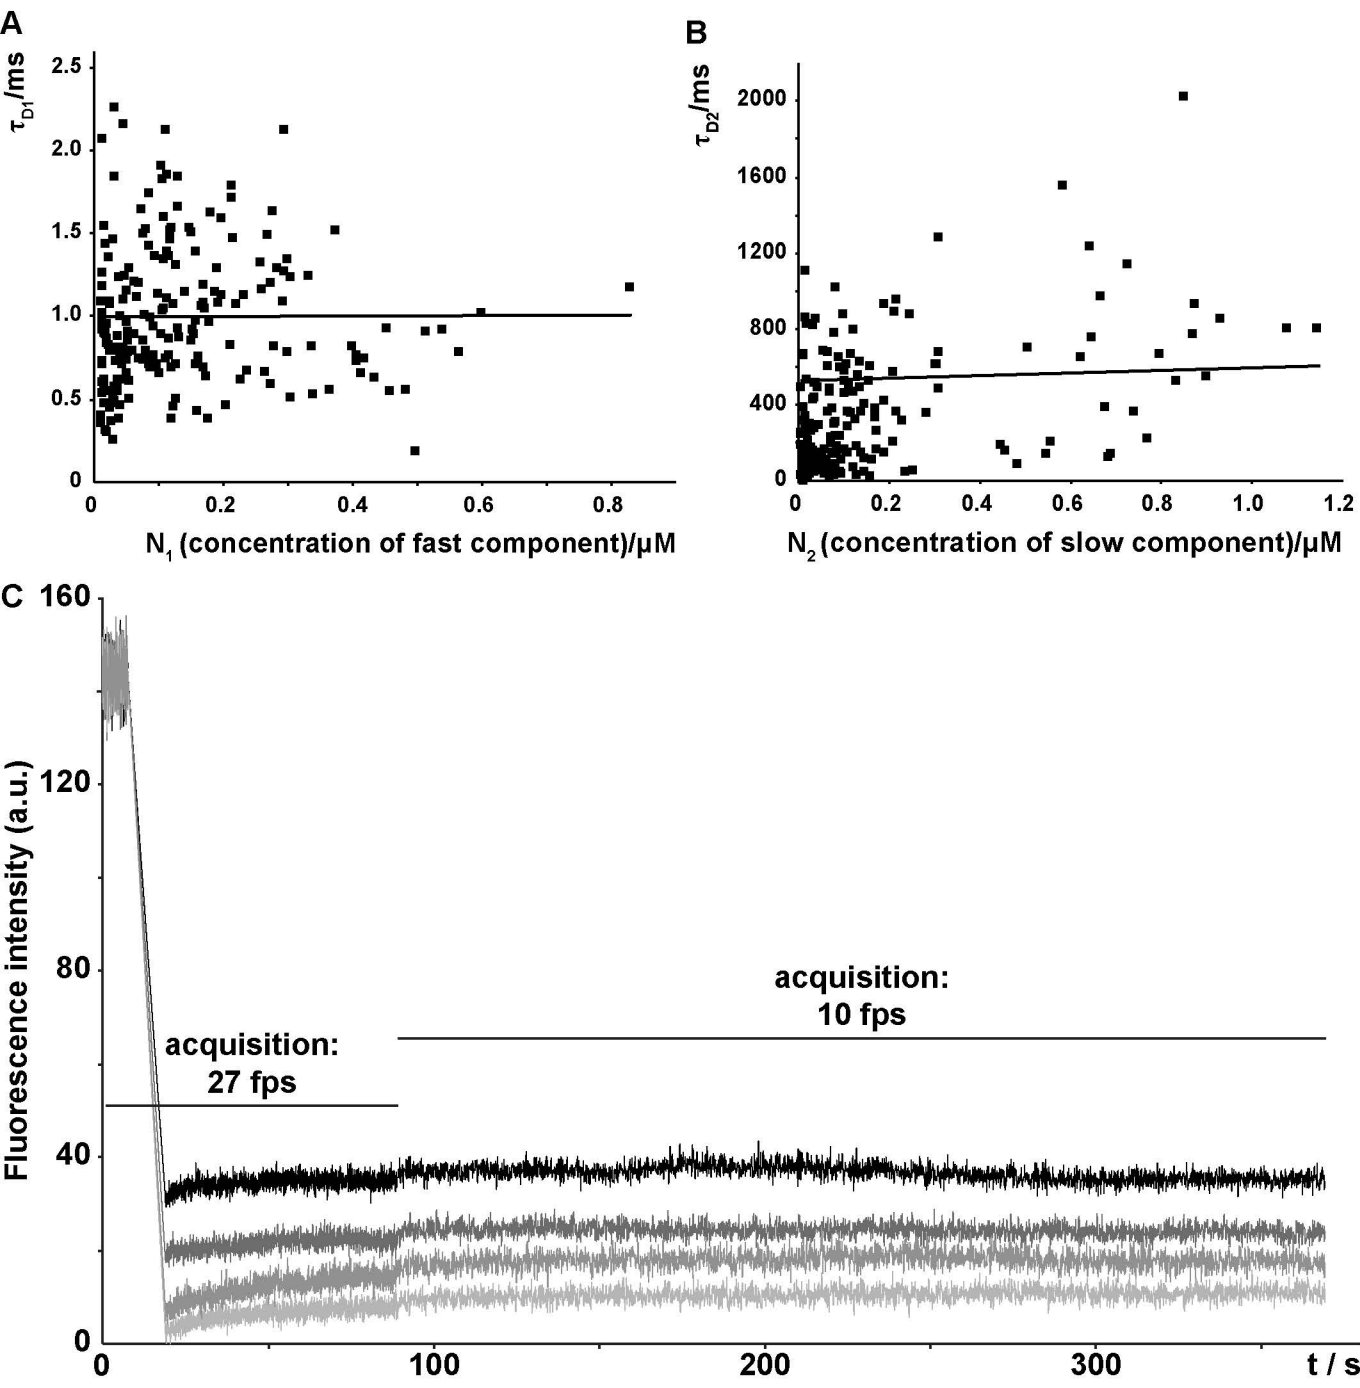 A
τD1/ms
2.5
2.0
1.5
1.0
0.5
0
0 0.2 0.4 0.6 0.8
N1 (concentration of fast component)/µM
B
τD2/ms
2000
1600
1200
800
400
0
0 0.2 0.4 0.6 0.8 1.0 1.2
N2 (concentration of slow component)/µM
C
Fluorescence intensity (a.u.)
160
120
80
40
0
acquisition:
27 fps
acquisition:
10 fps
0 100 200 300 t / s